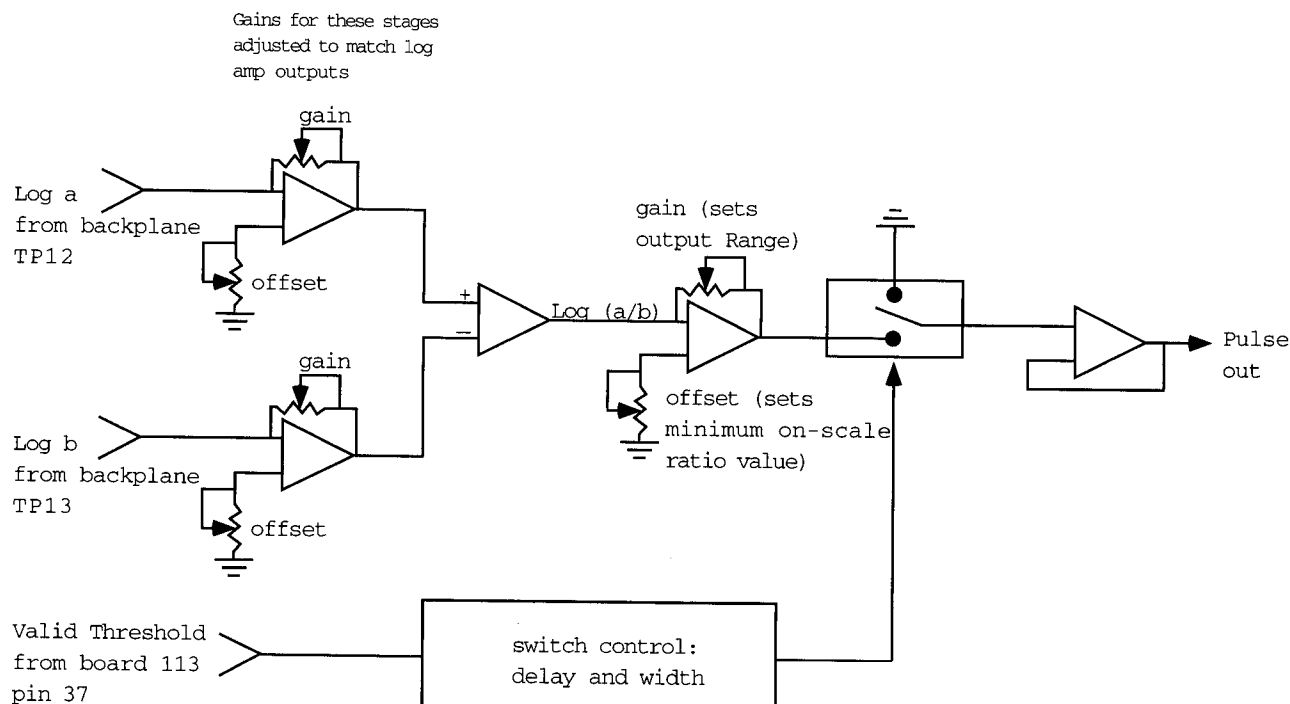 Gains for these stages
adjusted to match log
amp outputs
gain
Log a
from backplane
TP12
offset
gain (sets
output Range)
+
Log (a/b)
−
Pulse
out
gain
offset (sets
minimum on-scale
ratio value)
Log b
from backplane
TP13
offset
Valid Threshold
from board 113
pin 37
switch control:
delay and width